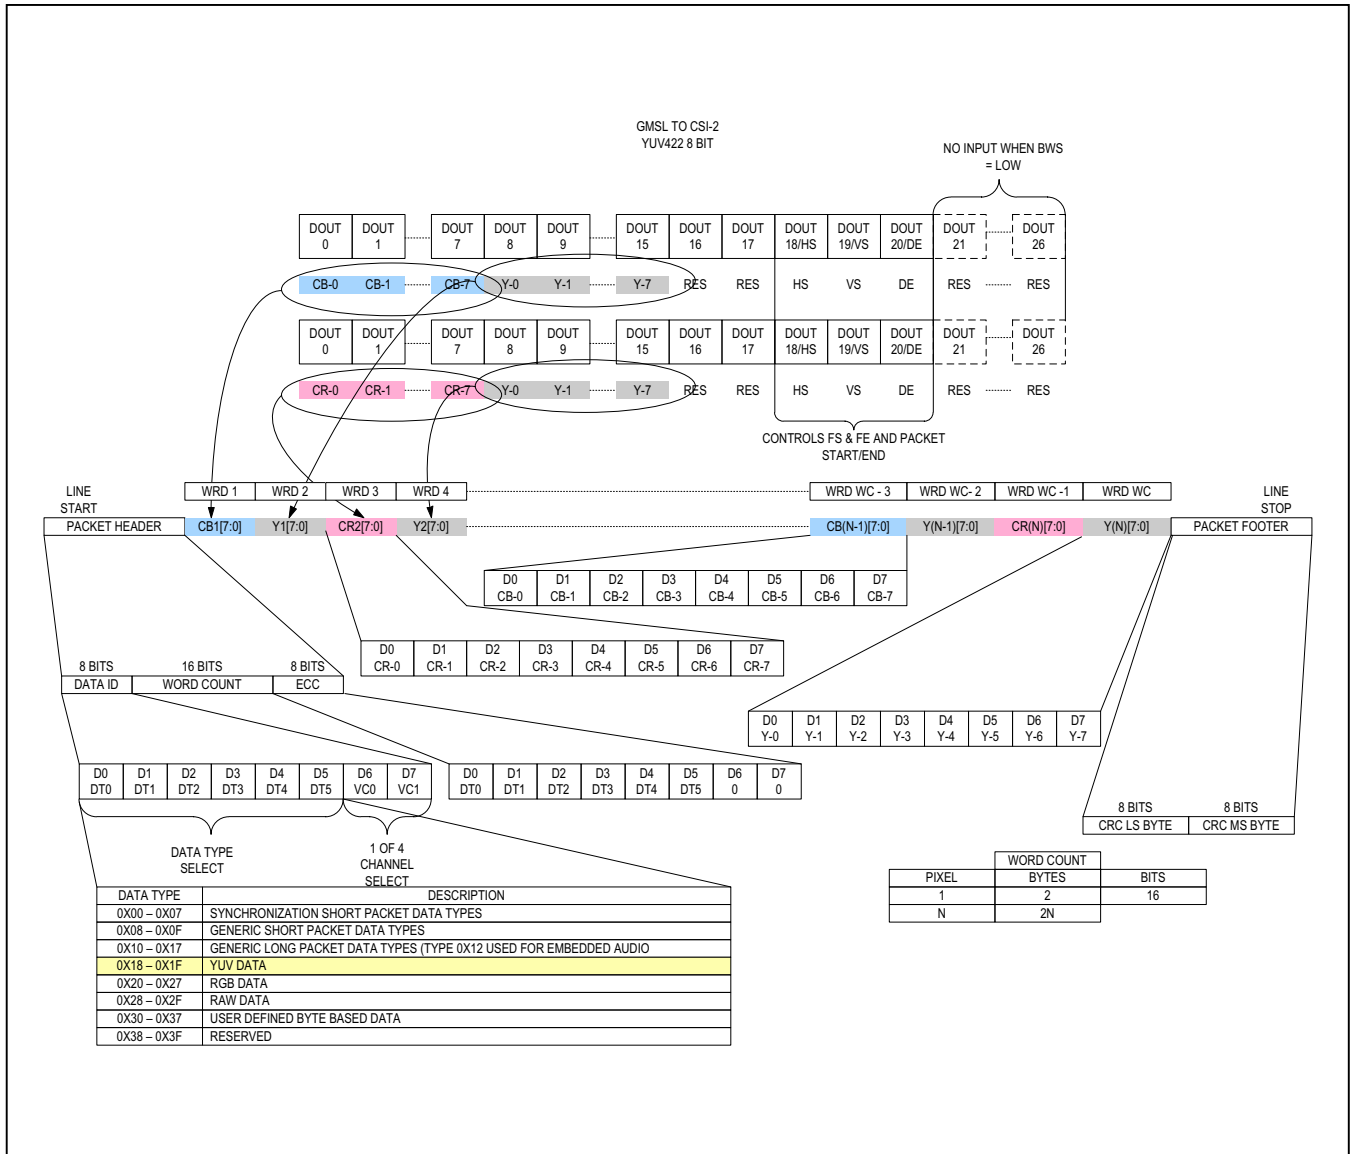 GMSL TO CSI-2
YUV422 8 BIT
NO INPUT WHEN BWS
= LOW
DOUT 0 DOUT 1 DOUT 7 DOUT 8 DOUT 9 DOUT 15 DOUT 16 DOUT 17 DOUT 18/HS DOUT 19/VS DOUT 20/DE DOUT 21 DOUT 26
CB-0 CB-1 CB-7 Y-0 Y-1 Y-7 RES RES HS VS DE RES RES
DOUT 0 DOUT 1 DOUT 7 DOUT 8 DOUT 9 DOUT 15 DOUT 16 DOUT 17 DOUT 18/HS DOUT 19/VS DOUT 20/DE DOUT 21 DOUT 26
CR-0 CR-1 CR-7 Y-0 Y-1 Y-7 RES RES HS VS DE RES RES
CONTROLS FS & FE AND PACKET
START/END
LINE
START
WRD 1 WRD 2 WRD 3 WRD 4 WRD WC - 3 WRD WC- 2 WRD WC -1 WRD WC
LINE
STOP
PACKET HEADER CB1[7:0] Y1[7:0] CR2[7:0] Y2[7:0] CB(N-1)[7:0] Y(N-1)[7:0] CR(N)[7:0] Y(N)[7:0] PACKET FOOTER
D0 D1 D2 D3 D4 D5 D6 D7
CB-0 CB-1 CB-2 CB-3 CB-4 CB-5 CB-6 CB-7
D0 D1 D2 D3 D4 D5 D6 D7
CR-0 CR-1 CR-2 CR-3 CR-4 CR-5 CR-6 CR-7
8 BITS 16 BITS 8 BITS
DATA ID WORD COUNT ECC
D0 D1 D2 D3 D4 D5 D6 D7
Y-0 Y-1 Y-2 Y-3 Y-4 Y-5 Y-6 Y-7
D0 D1 D2 D3 D4 D5 D6 D7
DT0 DT1 DT2 DT3 DT4 DT5 VC0 VC1
D0 D1 D2 D3 D4 D5 D6 D7
DT0 DT1 DT2 DT3 DT4 DT5 0 0
8 BITS 8 BITS
CRC LS BYTE CRC MS BYTE
DATA TYPE
SELECT
1 OF 4
CHANNEL
SELECT
WORD COUNT
PIXEL BYTES BITS
1 2 16
N 2N
DATA TYPE DESCRIPTION
0X00 – 0X07 SYNCHRONIZATION SHORT PACKET DATA TYPES
0X08 – 0X0F GENERIC SHORT PACKET DATA TYPES
0X10 – 0X17 GENERIC LONG PACKET DATA TYPES (TYPE 0X12 USED FOR EMBEDDED AUDIO
0X18 – 0X1F YUV DATA
0X20 – 0X27 RGB DATA
0X28 – 0X2F RAW DATA
0X30 – 0X37 USER DEFINED BYTE BASED DATA
0X38 – 0X3F RESERVED